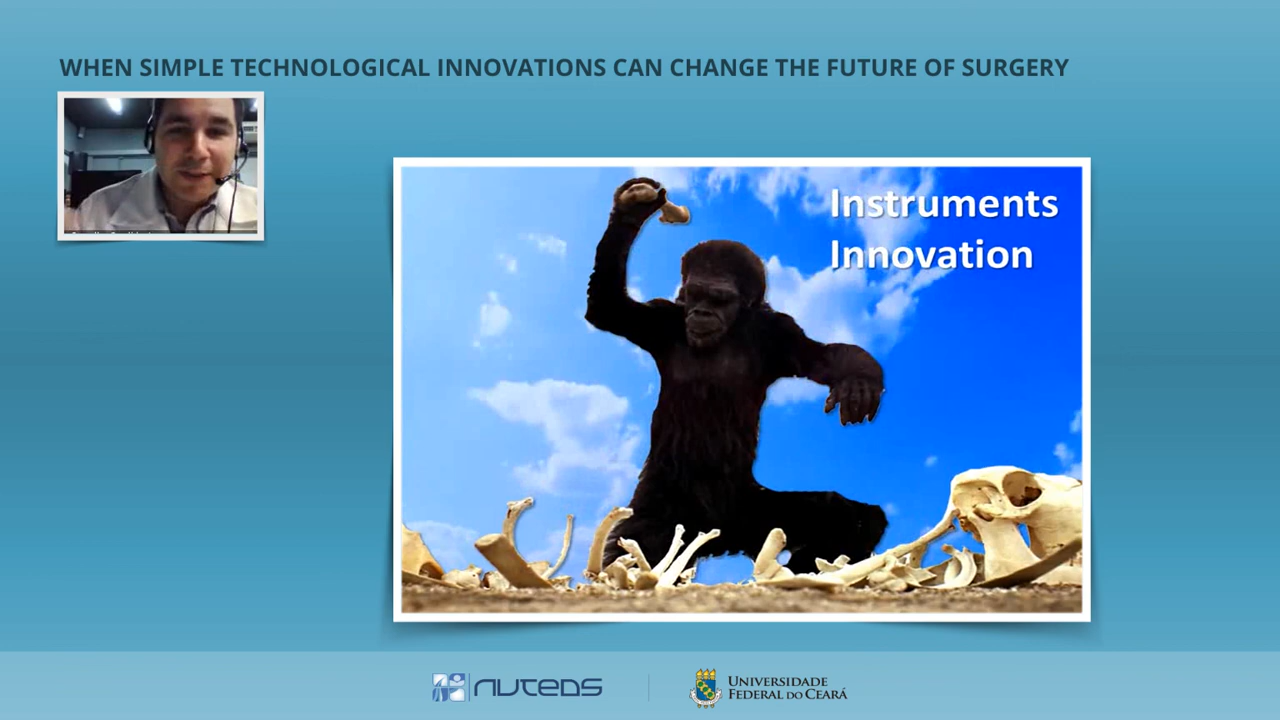 WHEN SIMPLE TECHNOLOGICAL INNOVATIONS CAN CHANGE THE FUTURE OF SURGERY
Instruments
Innovation
NUTEDS
UNIVERSIDADE
FEDERAL DO CEARÁ